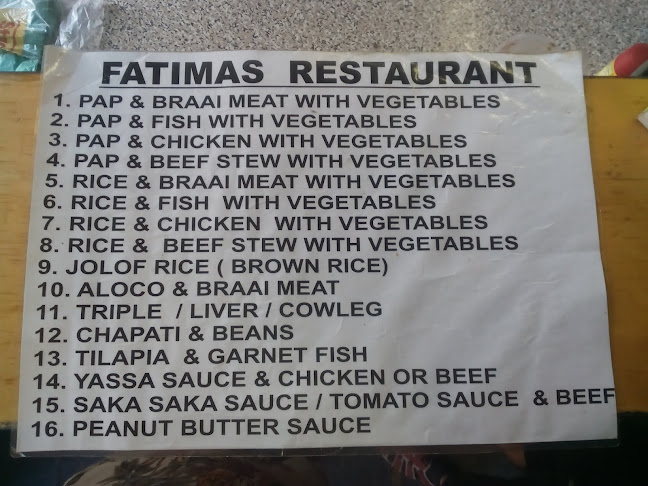 FATIMAS RESTAURANT
1. PAP & BRAAI MEAT WITH VEGETABLES
2. PAP & FISH WITH VEGETABLES
3. PAP & CHICKEN WITH VEGETABLES
4. PAP & BEEF STEW WITH VEGETABLES
5. RICE & BRAAI MEAT WITH VEGETABLES
6. RICE & FISH WITH VEGETABLES
7. RICE & CHICKEN WITH VEGETABLES
8. RICE & BEEF STEW WITH VEGETABLES
9. JOLOF RICE ( BROWN RICE)
10. ALOCO & BRAAI MEAT
11. TRIPLE / LIVER / COWLEG
12. CHAPATI & BEANS
13. TILAPIA & GARNET FISH
14. YASSA SAUCE & CHICKEN OR BEEF
15. SAKA SAKA SAUCE / TOMATO SAUCE & BEEF
16. PEANUT BUTTER SAUCE